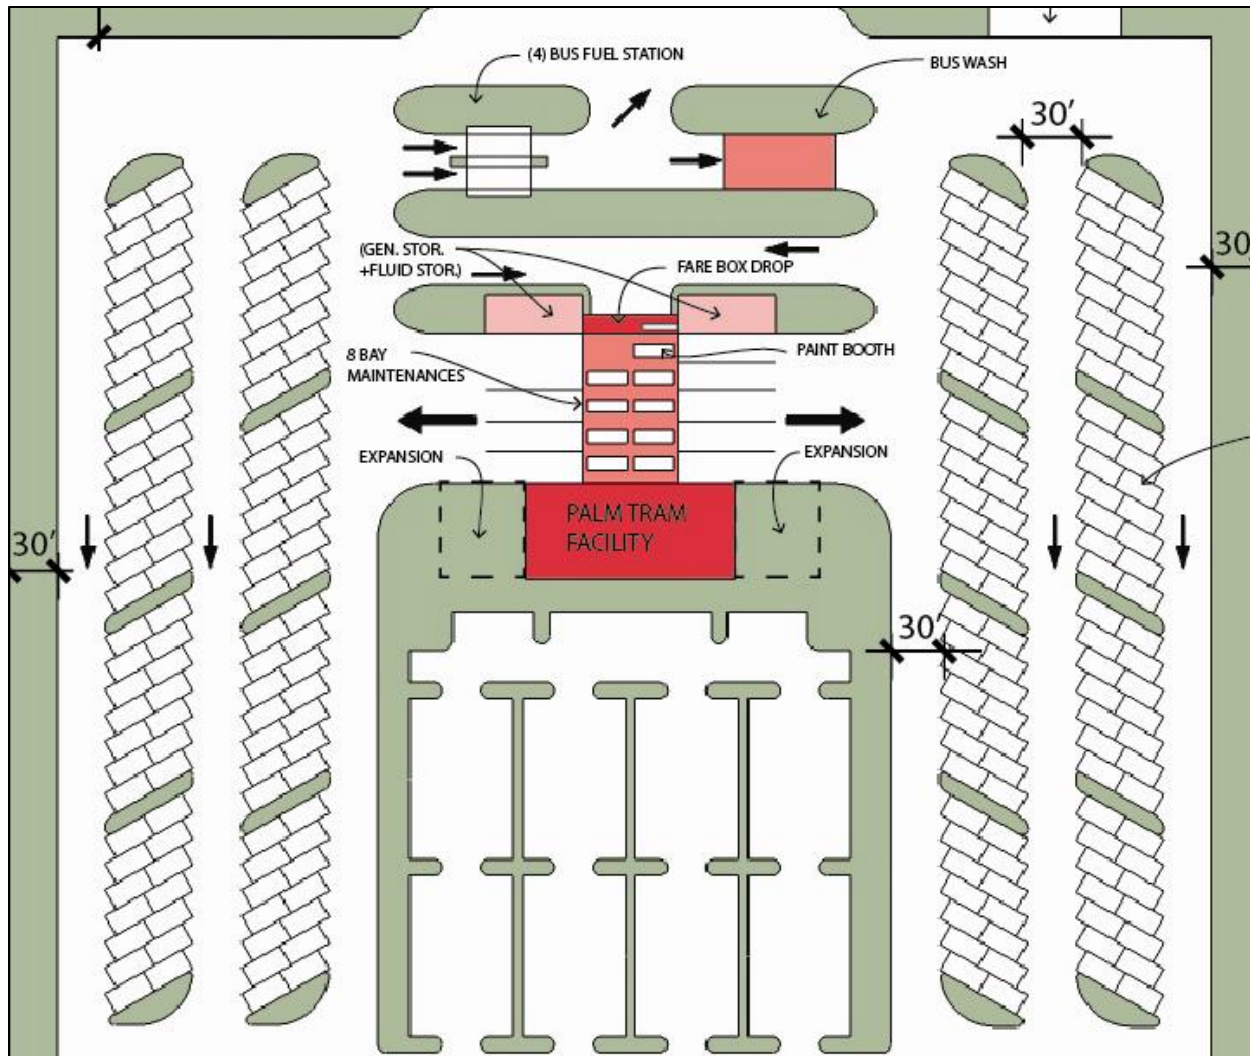 (4) BUS FUEL STATION
BUS WASH
30'
(GEN. STOR.
+FLUID STOR.)
FARE BOX DROP
30'
8 BAY
MAINTENANCES
PAINT BOOTH
EXPANSION
EXPANSION
PALM TRAM
FACILITY
30'
30'